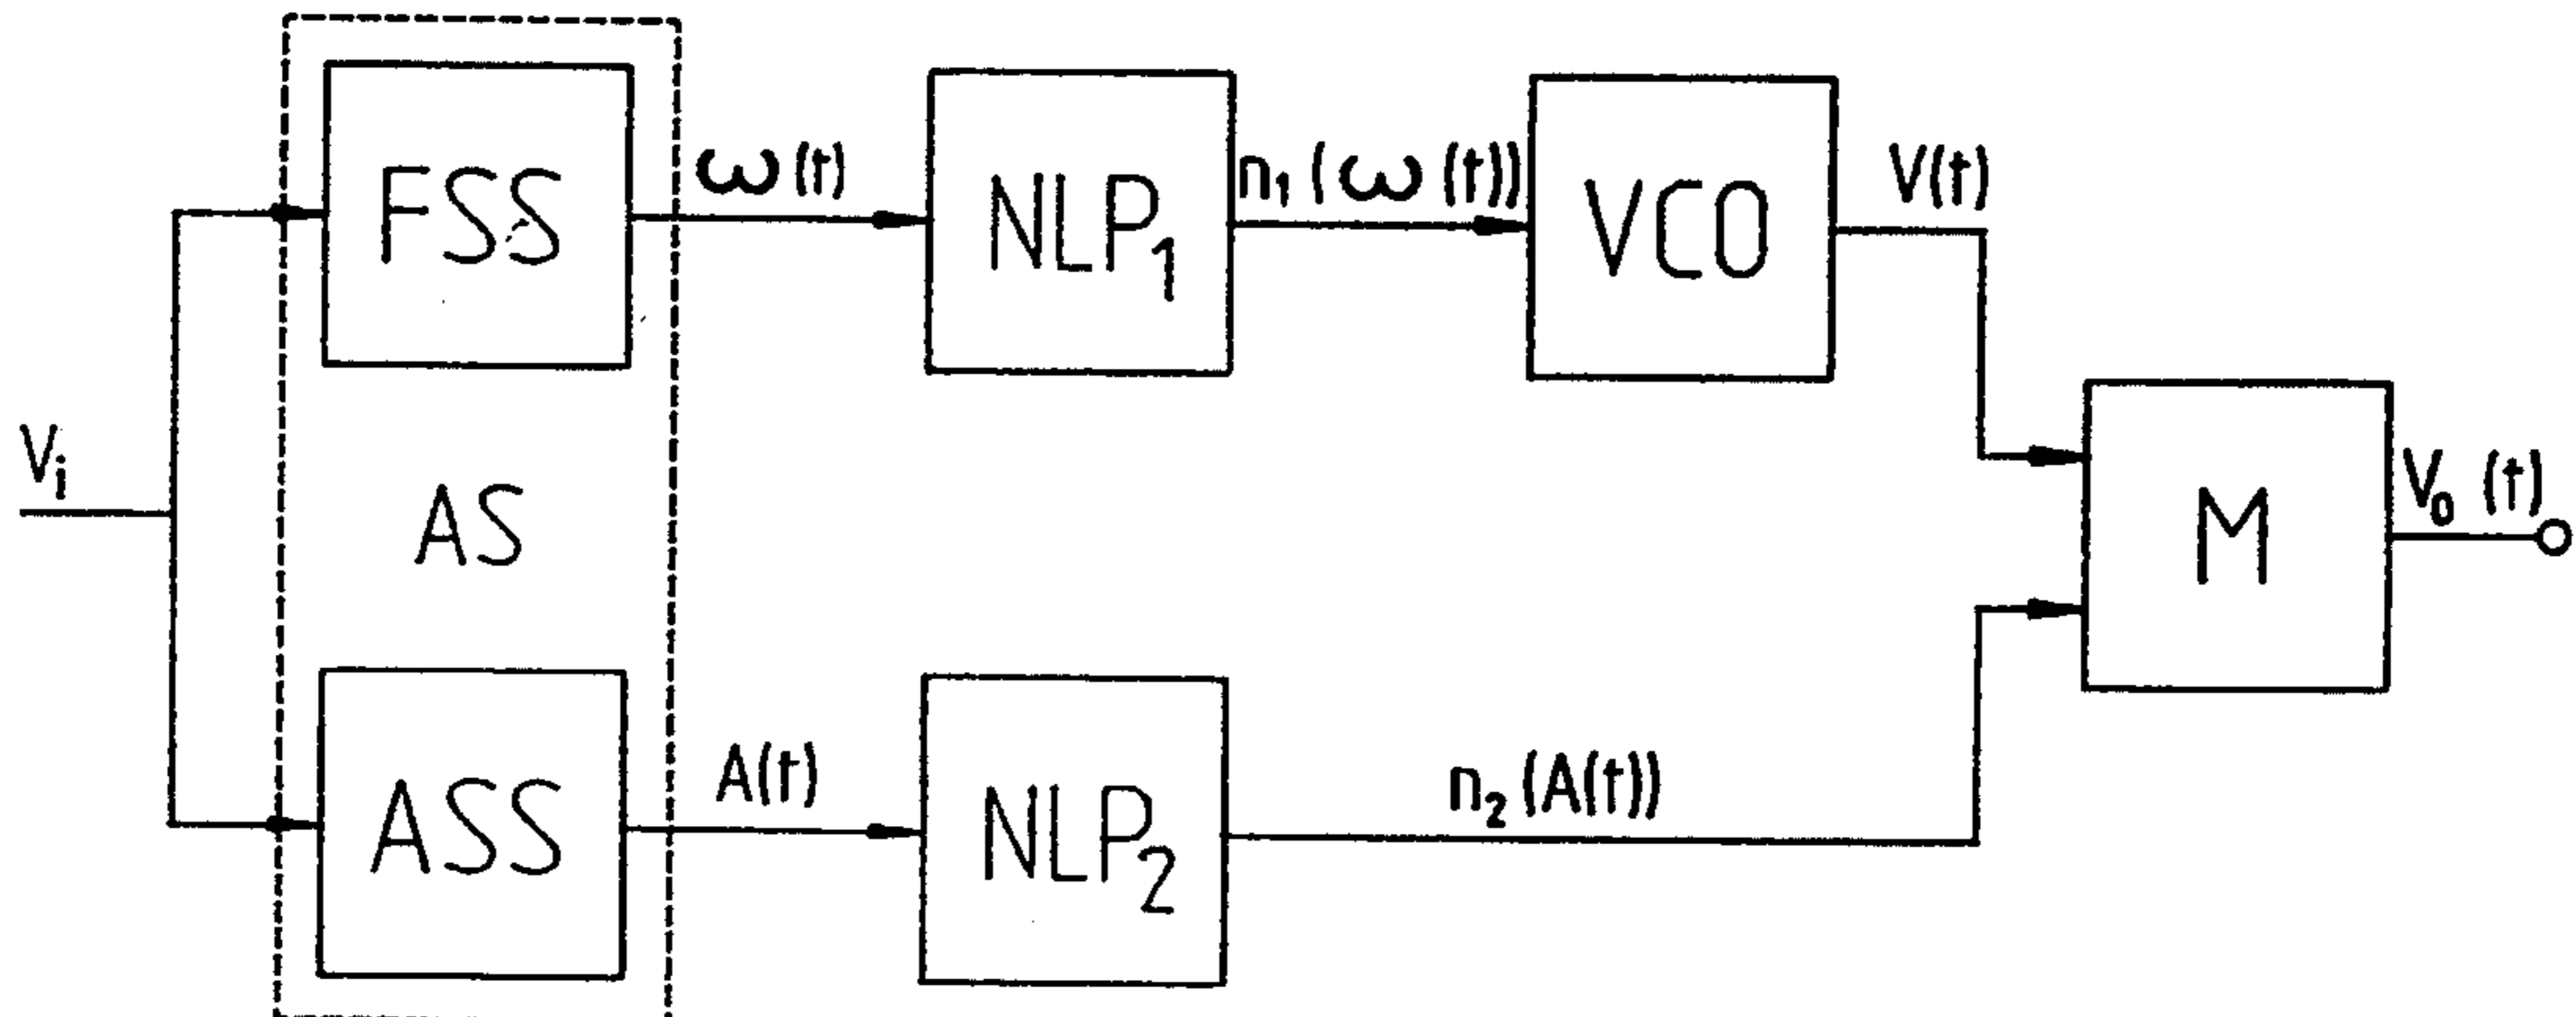 FSS
ω(t)
NLP₁
n₁(ω(t))
VCO
V(t)
Vᵢ
AS
M
V₀(t)
ASS
A(t)
NLP₂
n₂(A(t))